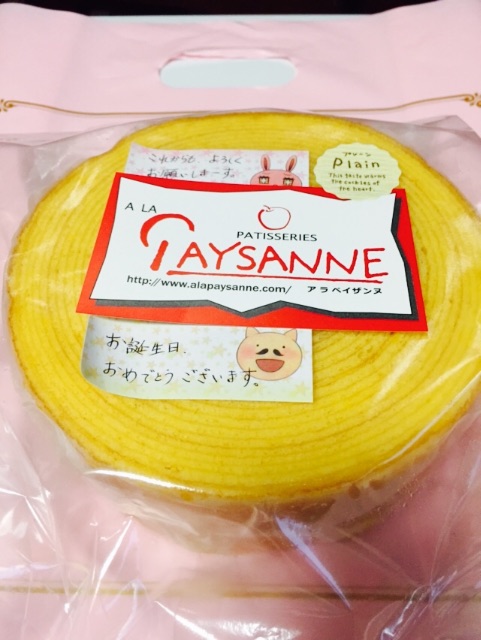 これからも よろしく
お願いしまーす。
プレーン
Plain
This taste warms
the cockles of
the heart.
A LA
PATISSERIES
PAYSANNE
http://www.alapaysanne.com/ アラペイザンヌ
お誕生日、
おめでとうございます。